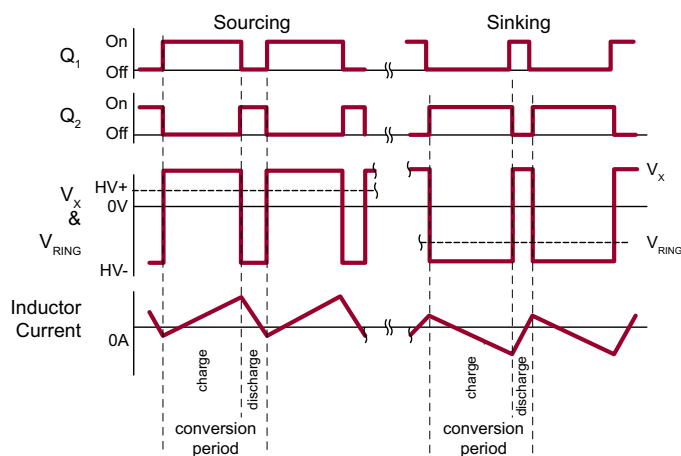 Sourcing
Sinking
Q1
On
Off
Q2
On
Off
VX
&
VRING
HV+
0V
HV-
VX
VRING
Inductor
Current
0A
charge
discharge
charge
discharge
conversion
period
conversion
period